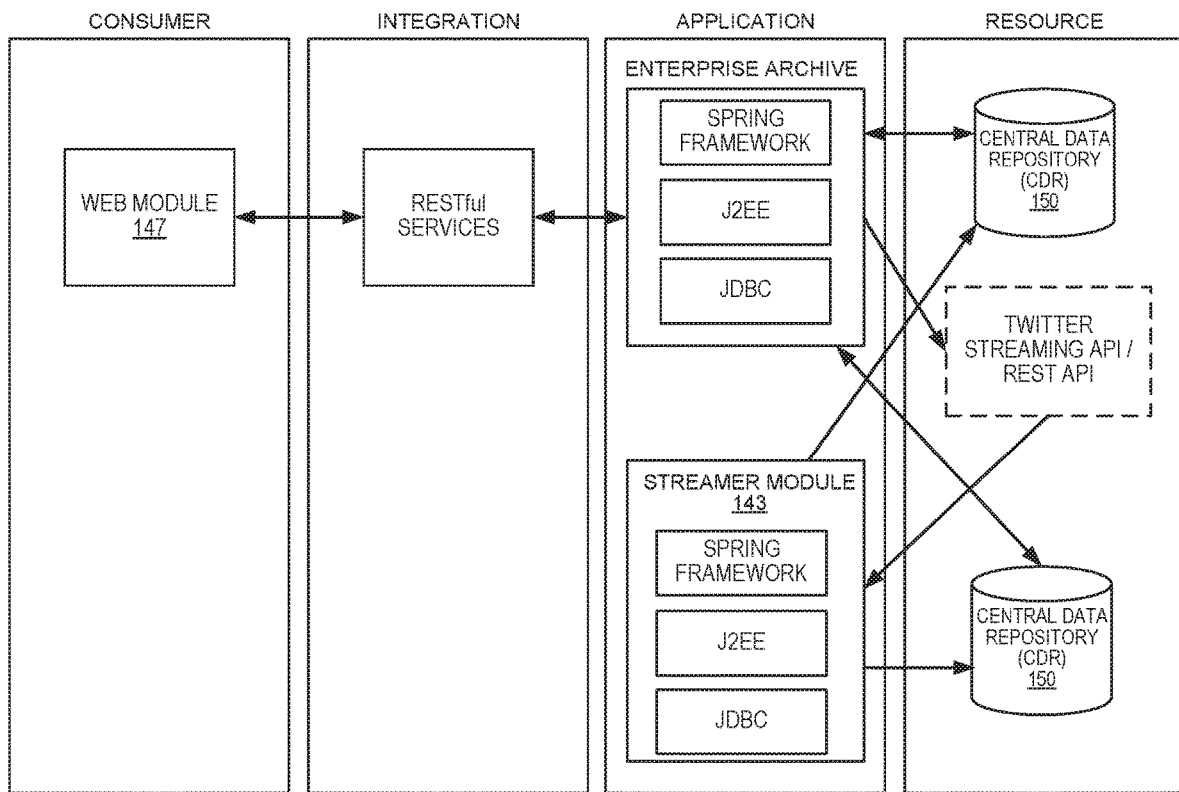 CONSUMER
INTEGRATION
APPLICATION
RESOURCE
WEB MODULE
147
RESTful
SERVICES
ENTERPRISE ARCHIVE
SPRING
FRAMEWORK
J2EE
JDBC
STREAMER MODULE
143
SPRING
FRAMEWORK
J2EE
JDBC
CENTRAL DATA
REPOSITORY
(CDR)
150
TWITTER
STREAMING API /
REST API
CENTRAL DATA
REPOSITORY
(CDR)
150